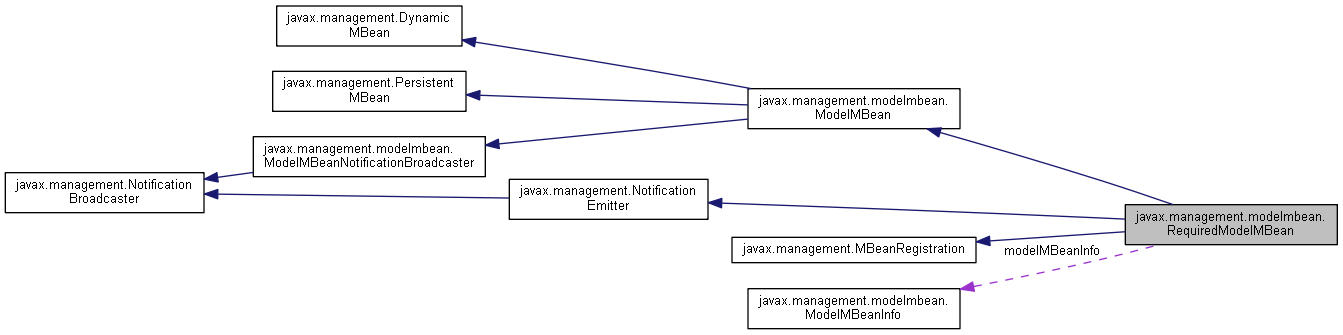 javax.management.Dynamic
MBean
javax.management.Persistent
MBean
javax.management.modelmbean.
ModelMBean
javax.management.modelmbean.
ModelMBeanNotificationBroadcaster
javax.management.Notification
Broadcaster
javax.management.Notification
Emitter
javax.management.modelmbean.
RequiredModelMBean
javax.management.MBeanRegistration
modelMBeanInfo
javax.management.modelmbean.
ModelMBeanInfo